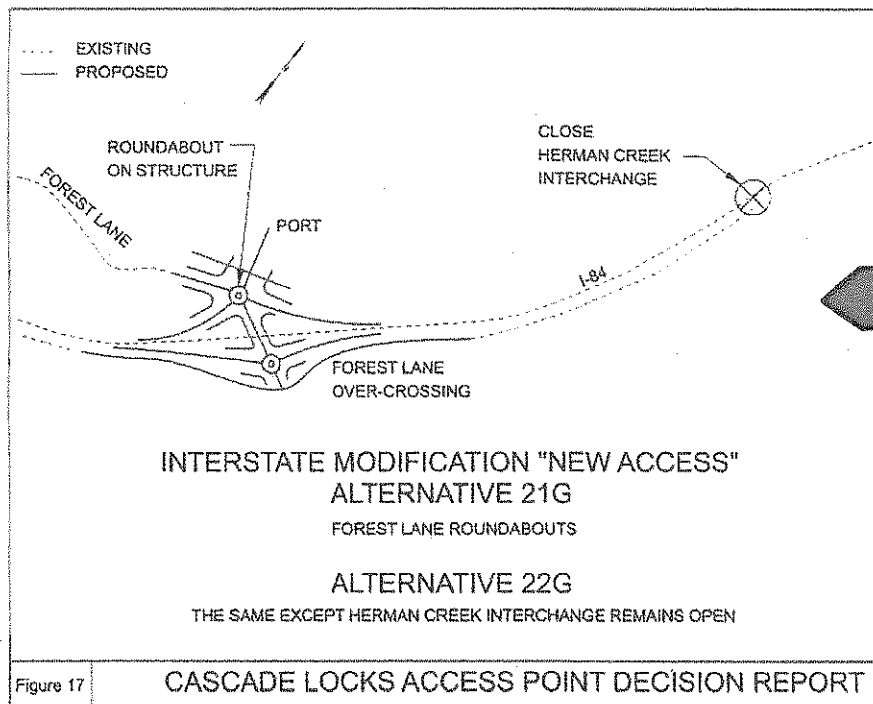 EXISTING
PROPOSED
ROUNDABOUT
ON STRUCTURE
CLOSE
HERMAN CREEK
INTERCHANGE
FOREST LANE
PORT
I-84
FOREST LANE
OVER-CROSSING
INTERSTATE MODIFICATION "NEW ACCESS"
ALTERNATIVE 21G
FOREST LANE ROUNDABOUTS
ALTERNATIVE 22G
THE SAME EXCEPT HERMAN CREEK INTERCHANGE REMAINS OPEN
Figure 17
CASCADE LOCKS ACCESS POINT DECISION REPORT